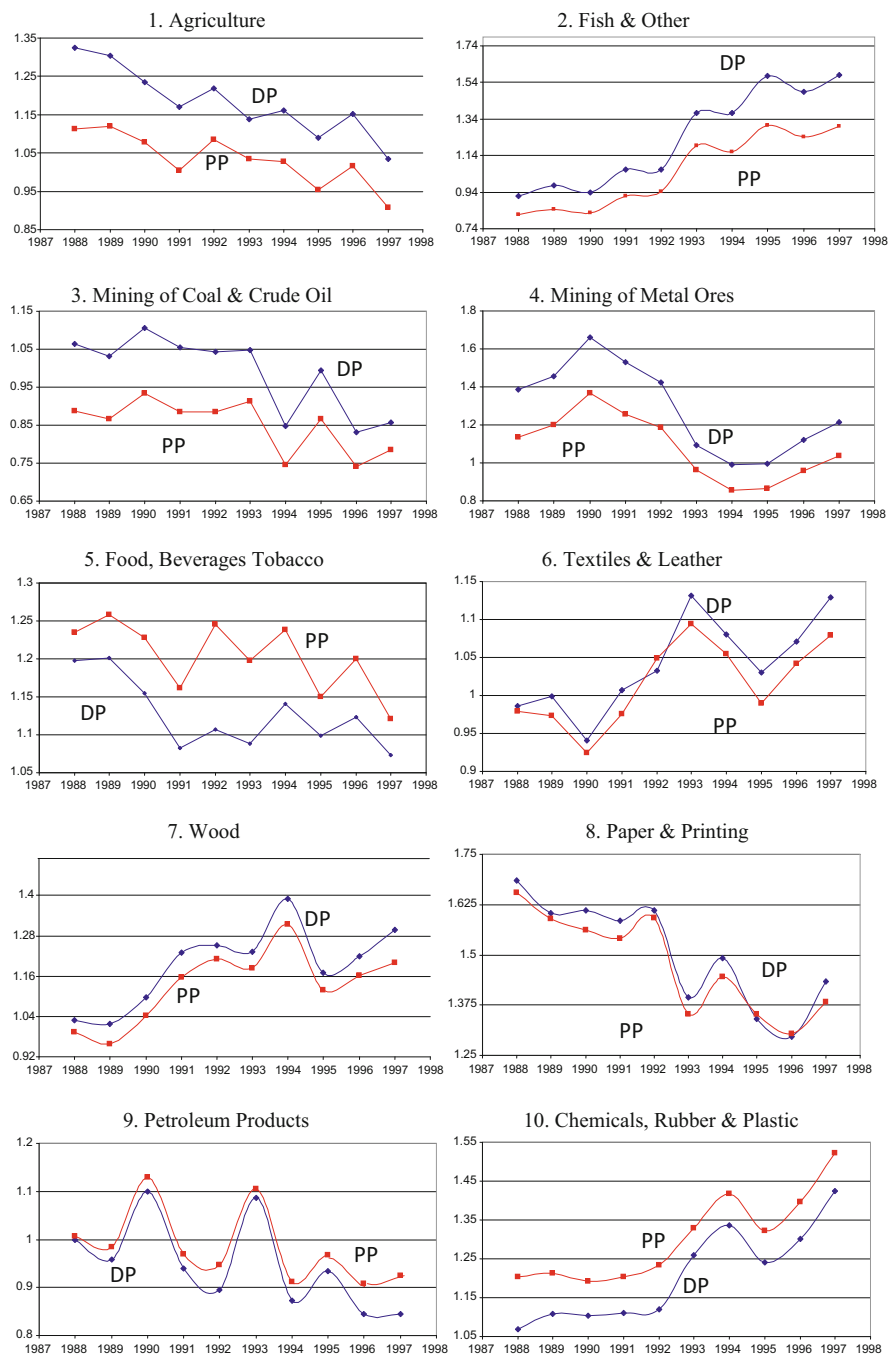 1. Agriculture
1.35
1.25
1.15
1.05
0.95
0.85
DP
PP
1987 1988 1989 1990 1991 1992 1993 1994 1995 1996 1997 1998
2. Fish & Other
1.74
1.54
1.34
1.14
0.94
0.74
DP
PP
1987 1988 1989 1990 1991 1992 1993 1994 1995 1996 1997 1998
3. Mining of Coal & Crude Oil
1.15
1.05
0.95
0.85
0.75
0.65
DP
PP
1987 1988 1989 1990 1991 1992 1993 1994 1995 1996 1997 1998
4. Mining of Metal Ores
1.8
1.6
1.4
1.2
1
0.8
DP
PP
1987 1988 1989 1990 1991 1992 1993 1994 1995 1996 1997 1998
5. Food, Beverages Tobacco
1.3
1.25
1.2
1.15
1.1
1.05
PP
DP
1987 1988 1989 1990 1991 1992 1993 1994 1995 1996 1997 1998
6. Textiles & Leather
1.15
1.1
1.05
1
0.95
0.9
DP
PP
1987 1988 1989 1990 1991 1992 1993 1994 1995 1996 1997 1998
7. Wood
1.4
1.28
1.16
1.04
0.92
DP
PP
1987 1988 1989 1990 1991 1992 1993 1994 1995 1996 1997 1998
8. Paper & Printing
1.75
1.625
1.5
1.375
1.25
DP
PP
1987 1988 1989 1990 1991 1992 1993 1994 1995 1996 1997 1998
9. Petroleum Products
1.2
1.1
1
0.9
0.8
PP
DP
1987 1988 1989 1990 1991 1992 1993 1994 1995 1996 1997 1998
10. Chemicals, Rubber & Plastic
1.55
1.45
1.35
1.25
1.15
1.05
PP
DP
1987 1988 1989 1990 1991 1992 1993 1994 1995 1996 1997 1998